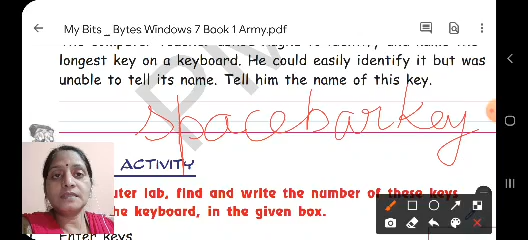 My Bits _ Bytes Windows 7 Book 1 Army.pdf
longest key on a keyboard. He could easily identify it but was
unable to tell its name. Tell him the name of this key.
spacebar key
ACTIVITY
uter lab, find and write the number of these keys
he keyboard, in the given box.
Enter keys